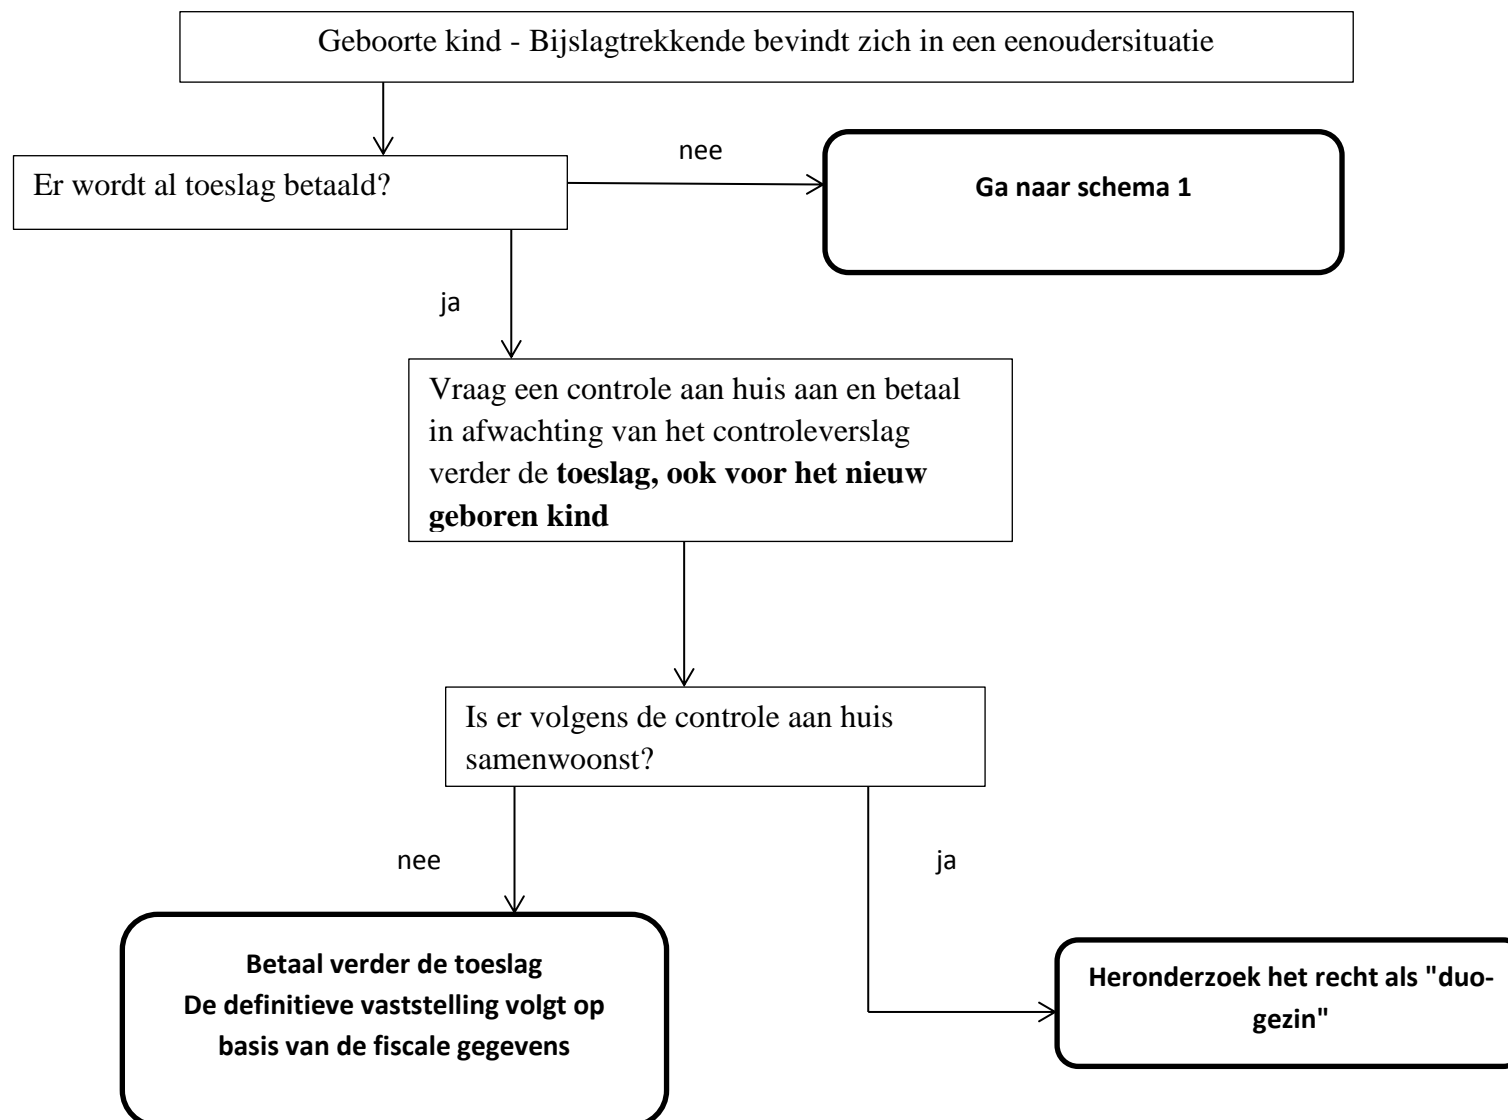 Geboorte kind - Bijslagtrekkende bevindt zich in een eenoudersituatie
nee
Er wordt al toeslag betaald?
Ga naar schema 1
ja
Vraag een controle aan huis aan en betaal
in afwachting van het controleverslag
verder de toeslag, ook voor het nieuw
geboren kind
Is er volgens de controle aan huis
samenwoonst?
nee
ja
Betaal verder de toeslag
De definitieve vaststelling volgt op
basis van de fiscale gegevens
Heronderzoek het recht als "duo-
gezin"